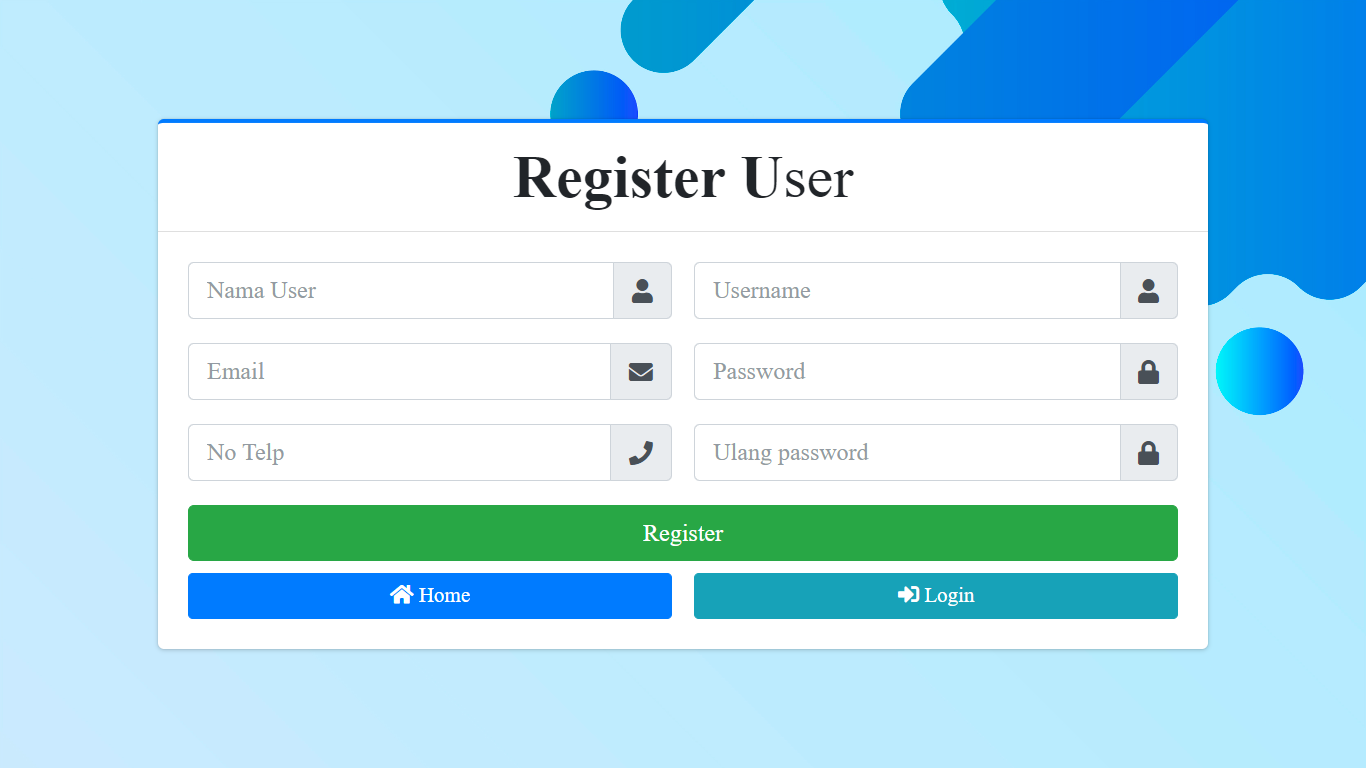 Register User
Nama User
Username
Email
Password
No Telp
Ulang password
Register
Home
Login